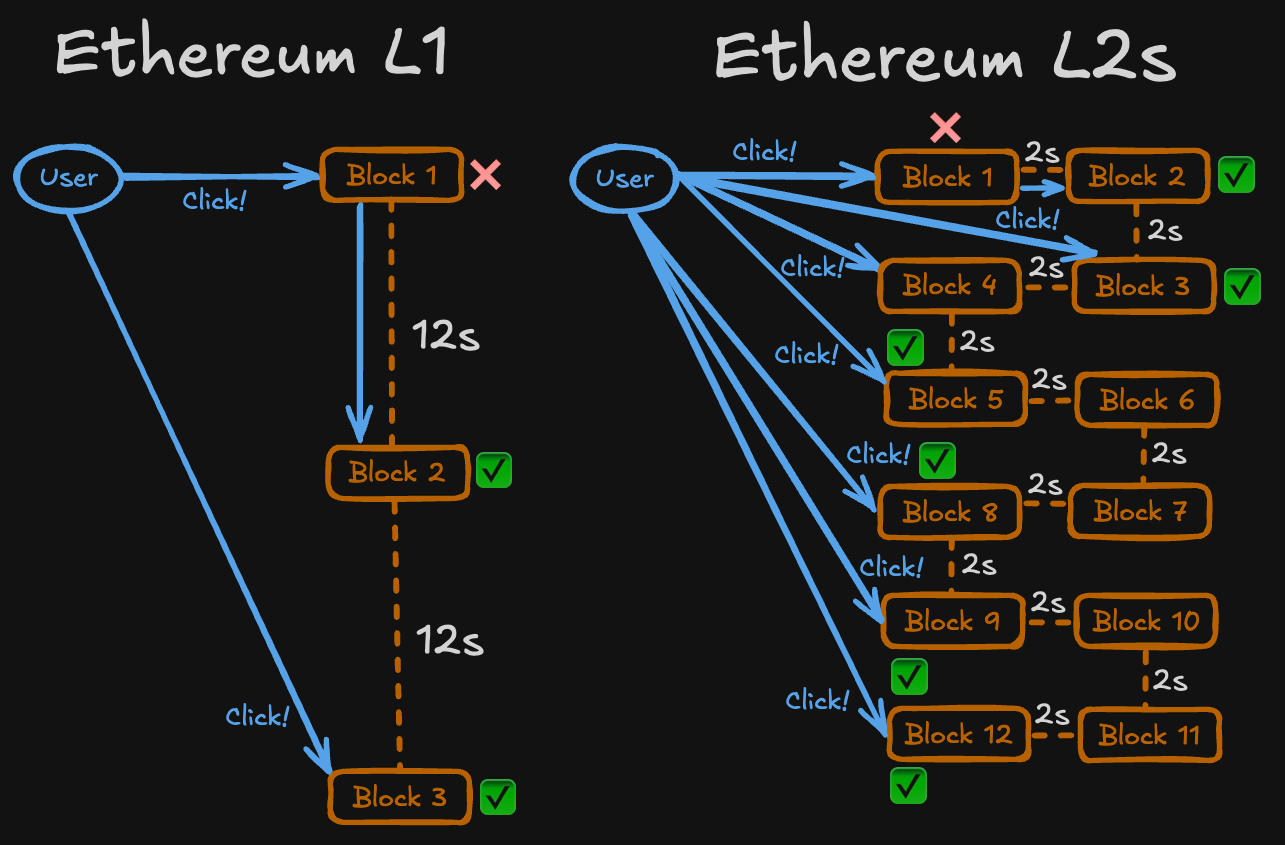 Ethereum L1
User
Click!
Block 1
12s
Block 2
12s
Click!
Block 3
Ethereum L2s
User
Click!
Block 1
2s
Block 2
Click!
2s
Click!
Block 4
2s
Block 3
2s
Click!
Block 5
2s
Block 6
Click!
2s
Block 8
2s
Block 7
Click!
2s
Block 9
2s
Block 10
2s
Click!
Block 12
2s
Block 11